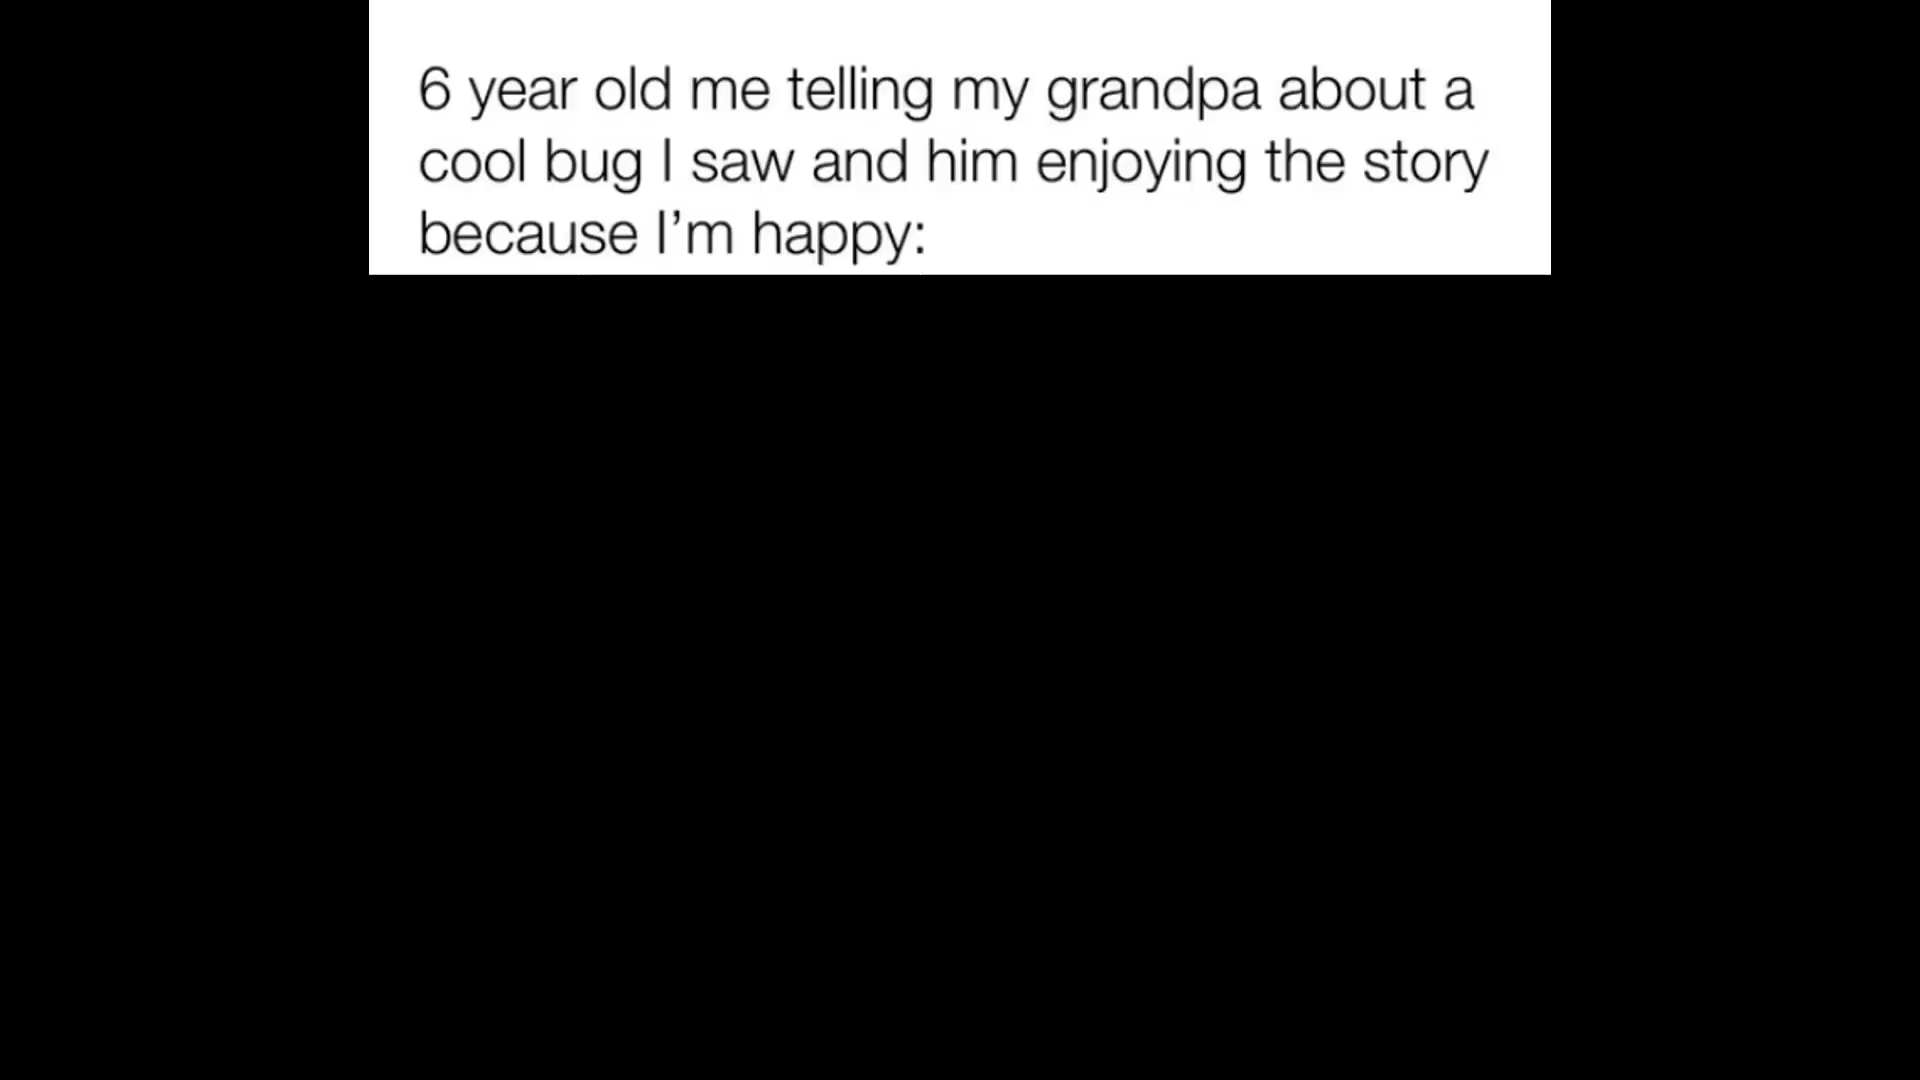 6 year old me telling my grandpa about a
cool bug I saw and him enjoying the story
because I’m happy: